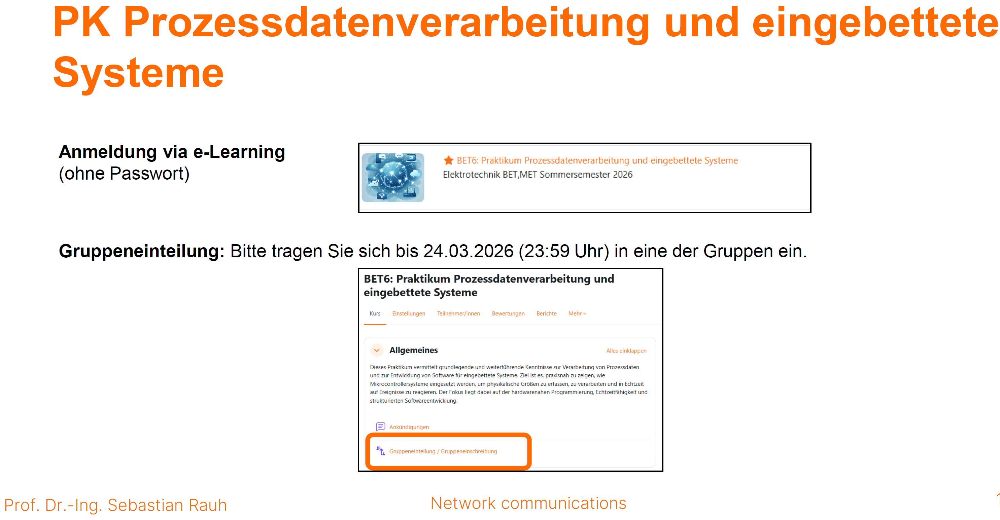 PK Prozessdatenverarbeitung und eingebettete
Systeme
Anmeldung via e-Learning
(ohne Passwort)
BET6: Praktikum Prozessdatenverarbeitung und eingebettete Systeme
Elektrotechnik BET,MET Sommersemester 2026
Gruppeneinteilung: Bitte tragen Sie sich bis 24.03.2026 (23:59 Uhr) in eine der Gruppen ein.
BET6: Praktikum Prozessdatenverarbeitung und
eingebettete Systeme
Kurs Einstellungen Teilnehmer/innen Bewertungen Berichte Mehr
Allgemeines Alles einklappen
Dieses Praktikum vermittelt grundlegende und weiterführende Kenntnisse zur Verarbeitung von Prozessdaten
und zur Entwicklung von Software für eingebettete Systeme. Ziel ist es, praxisnah zu zeigen, wie
Mikrocontrollersysteme eingesetzt werden, um physikalische Größen zu erfassen, zu verarbeiten und in Echtzeit
auf Ereignisse zu reagieren. Der Fokus liegt dabei auf der hardwarenahen Programmierung, Echtzeitfähigkeit und
strukturierten Softwareentwicklung.
Ankündigungen
Gruppeneinteilung / Gruppeneinschreibung
Prof. Dr.-Ing. Sebastian Rauh
Network communications